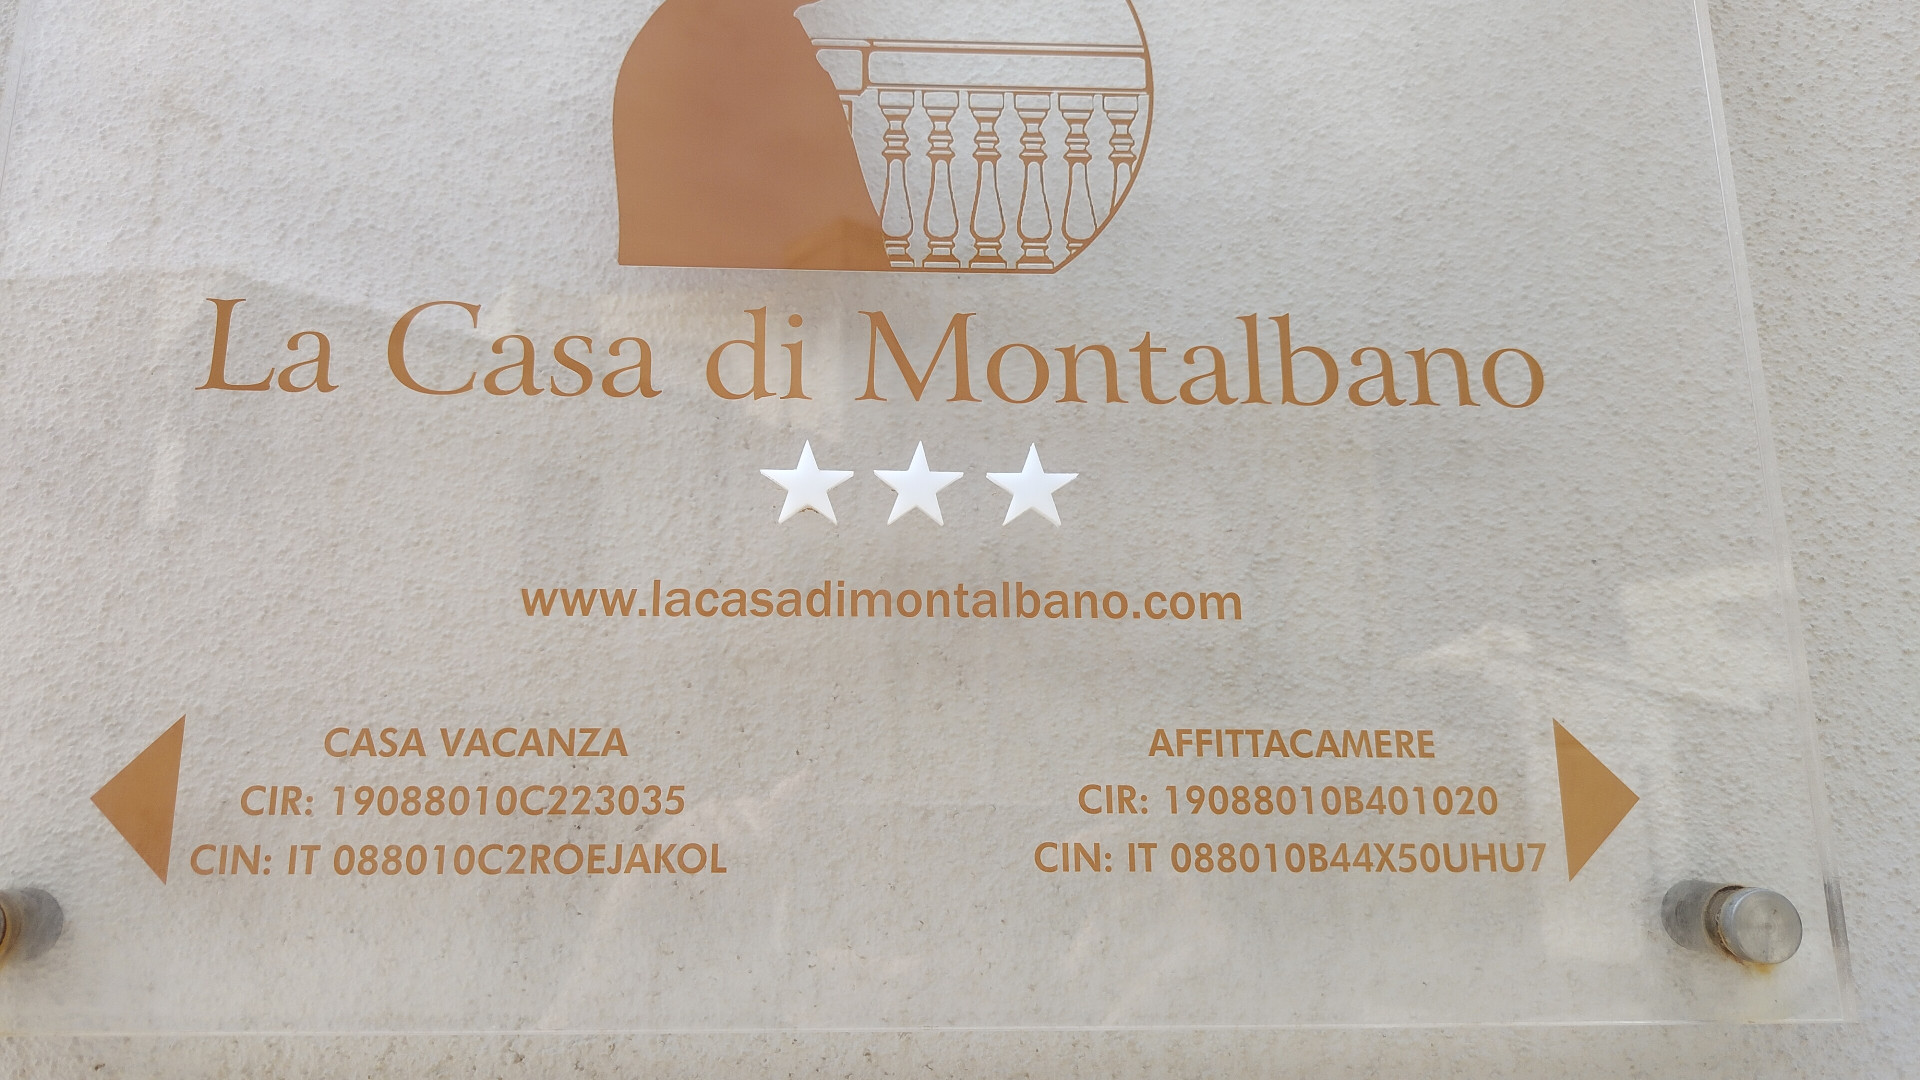 La Casa di Montalbano
www.lacasadimontalbano.com
CASA VACANZA
CIR: 19088010C223035
CIN: IT 088010C2ROEJAKOL
AFFITTACAMERE
CIR: 19088010B401020
CIN: IT 088010B44X50UHU7